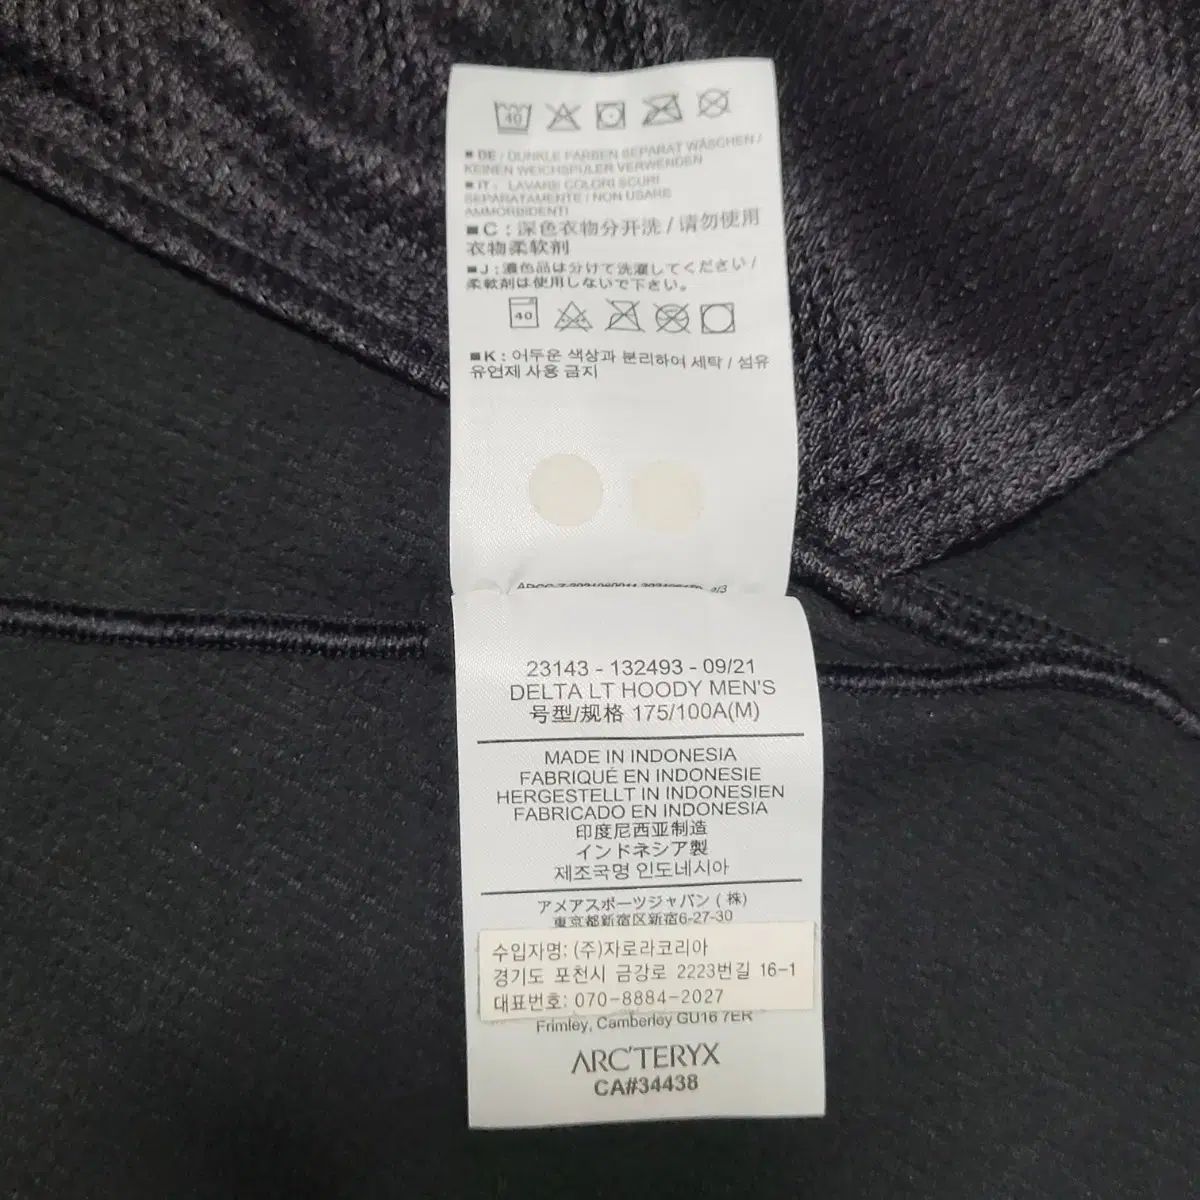 40
■ DE / DUNKLE FARBEN SEPARAT WASCHEN /
KEINEN WEICHSPÜLER VERWENDEN
■ IT : LAVARE COLORI SCURI
SEPARATAMENTE / NON USARE
AMMORBIDENTI
■ C : 深色衣物分开洗 / 请勿使用
衣物柔软剂
■ J : 濃色品は分けて洗濯してください /
柔軟剤は使用しないで下さい。
40
■ K : 어두운 색상과 분리하여 세탁 / 섬유
유연제 사용 금지
2/3
23143 - 132493 - 09/21
DELTA LT HOODY MEN'S
号型/规格 175/100A(M)
MADE IN INDONESIA
FABRIQUÉ EN INDONESIE
HERGESTELLT IN INDONESIEN
FABRICADO EN INDONESIA
印度尼西亚制造
インドネシア製
제조국명 인도네시아
アメアスポーツジャパン ( 株)
東京都新宿区新宿6-27-30
수입자명: (주)자로라코리아
경기도 포천시 금강로 2223번길 16-1
대표번호: 070-8884-2027
Frimley, Camberley GU16 7ER
ARC'TERYX
CA#34438